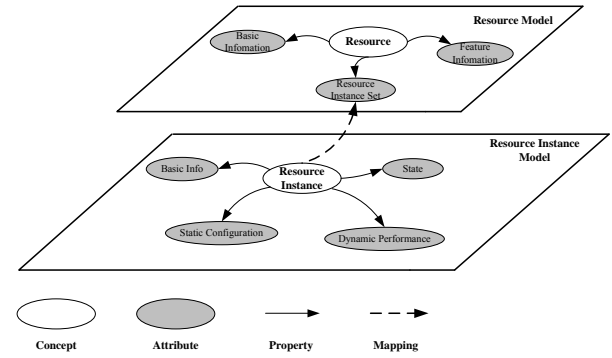 Resource Model
Basic
Infomation
Resource
Feature
Infomation
Resource
Instance Set
Resource Instance
Model
Basic Info
Resource
Instance
State
Static Configuration
Dynamic Performance
Concept
Attribute
Property
Mapping